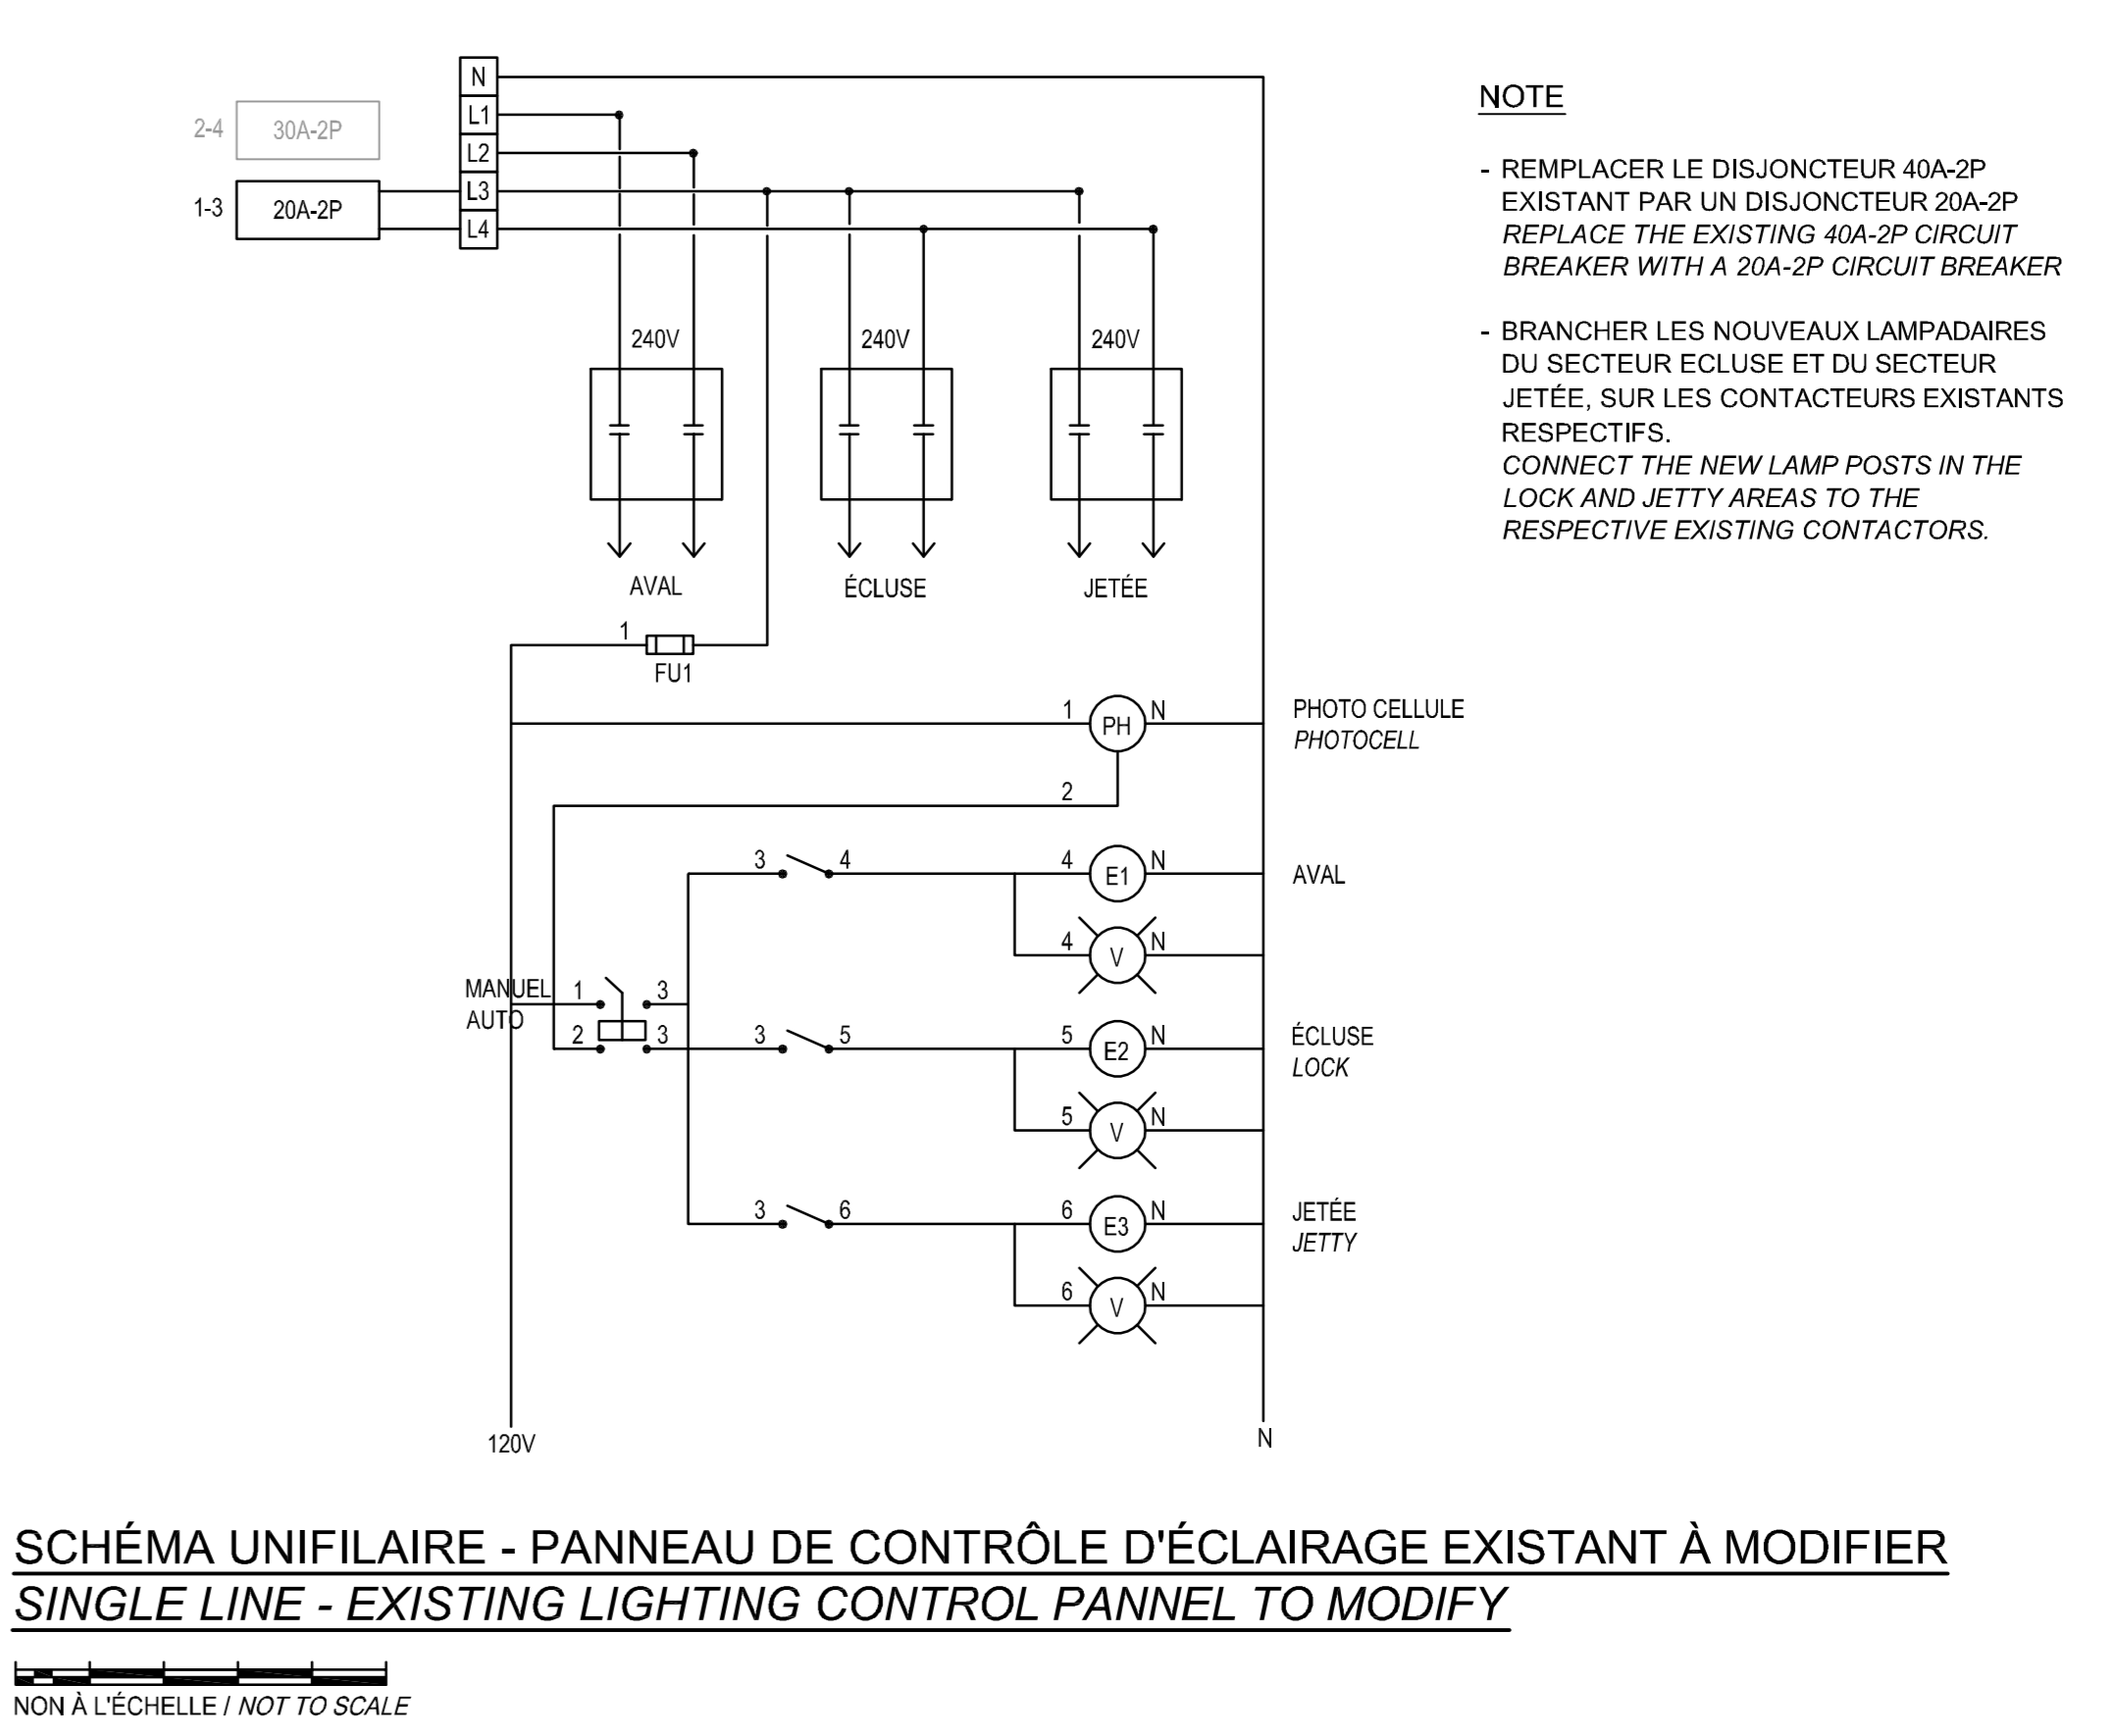 N
L1
L2
L3
L4
2-4 30A-2P
1-3 20A-2P
240V 240V 240V
AVAL ÉCLUSE JETÉE
1
FU1
1 PH N
2
PHOTO CELLULE
PHOTOCELL
3 4 4 E1 N AVAL
4 V N
MANUEL 1 3
AUTO 2 3
3 5 5 E2 N
ÉCLUSE
LOCK
5 V N
3 6 6 E3 N
JETÉE
JETTY
6 V N
120V N
NOTE
- REMPLACER LE DISJONCTEUR 40A-2P
EXISTANT PAR UN DISJONCTEUR 20A-2P
REPLACE THE EXISTING 40A-2P CIRCUIT
BREAKER WITH A 20A-2P CIRCUIT BREAKER
- BRANCHER LES NOUVEAUX LAMPADAIRES
DU SECTEUR ECLUSE ET DU SECTEUR
JETÉE, SUR LES CONTACTEURS EXISTANTS
RESPECTIFS.
CONNECT THE NEW LAMP POSTS IN THE
LOCK AND JETTY AREAS TO THE
RESPECTIVE EXISTING CONTACTORS.
SCHÉMA UNIFILAIRE - PANNEAU DE CONTRÔLE D'ÉCLAIRAGE EXISTANT À MODIFIER
SINGLE LINE - EXISTING LIGHTING CONTROL PANNEL TO MODIFY
NON À L'ÉCHELLE / NOT TO SCALE